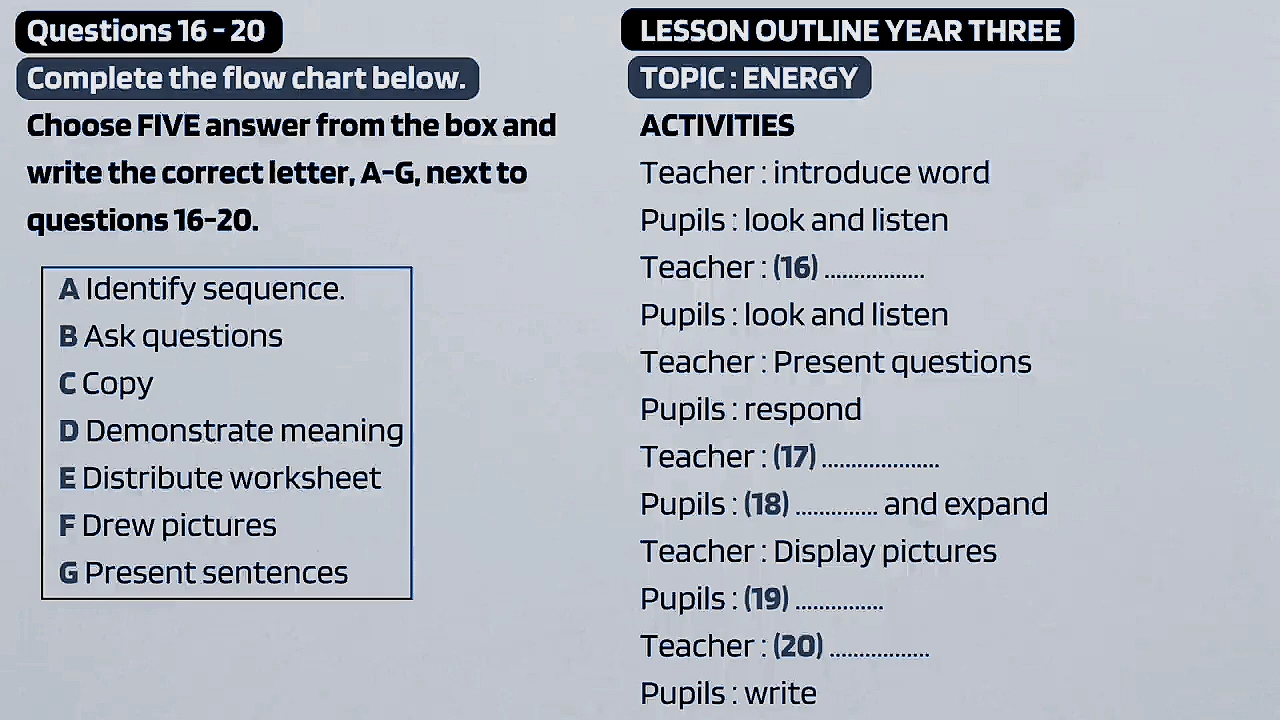 Questions 16 - 20
Complete the flow chart below.
Choose FIVE answer from the box and
write the correct letter, A-G, next to
questions 16-20.
A Identify sequence.
B Ask questions
C Copy
D Demonstrate meaning
E Distribute worksheet
F Drew pictures
G Present sentences
LESSON OUTLINE YEAR THREE
TOPIC : ENERGY
ACTIVITIES
Teacher : introduce word
Pupils : look and listen
Teacher : (16) .................
Pupils : look and listen
Teacher : Present questions
Pupils : respond
Teacher : (17) ....................
Pupils : (18) .............. and expand
Teacher : Display pictures
Pupils : (19) ...............
Teacher : (20) .................
Pupils : write